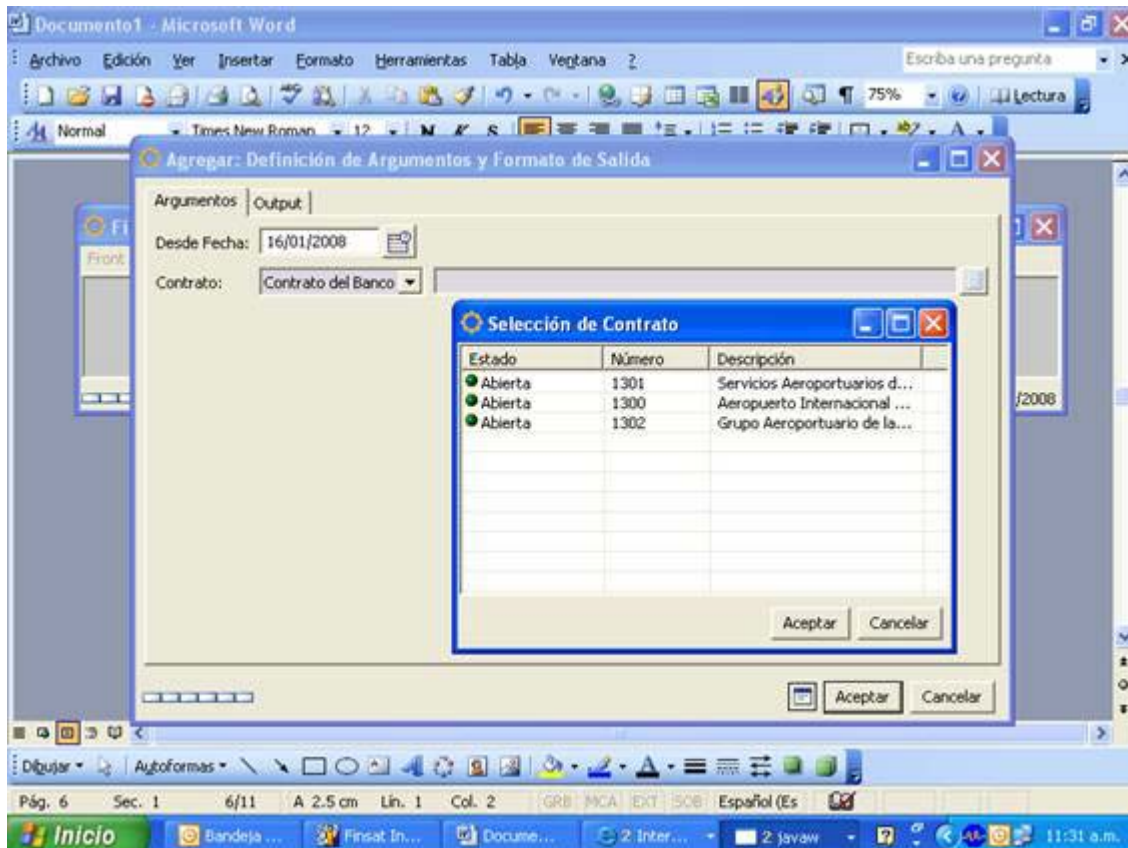 Documento1 - Microsoft Word
Archivo Edición Ver Insertar Formato Herramientas Tabla Ventana ? Escriba una pregunta
75% Lectura
Normal Times New Roman 12 N K S
Agregar: Definición de Argumentos y Formato de Salida
Argumentos Output
Fi
Desde Fecha: 16/01/2008
Front
Contrato: Contrato del Banco
Selección de Contrato
Estado Número Descripción
Abierta 1301 Servicios Aeroportuarios d...
Abierta 1300 Aeropuerto Internacional ...
/2008
Abierta 1302 Grupo Aeroportuario de la...
Aceptar Cancelar
Aceptar Cancelar
Dibujar Autoformas
Pág. 6 Sec. 1 6/11 A 2.5 cm Lín. 1 Col. 2 GRB MCA EXT SOB Español (Es
Inicio Bandeja ... Finsat In... Docume... 2 Inter... 2 javaw 11:31 a.m.